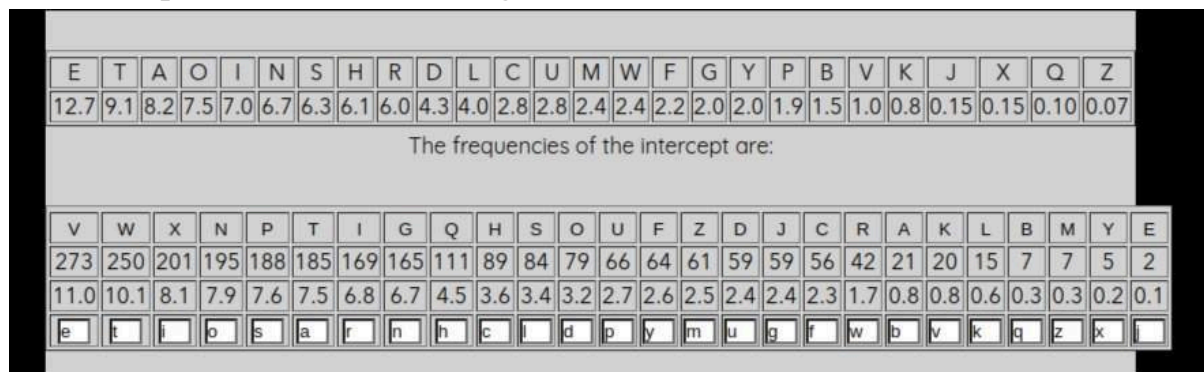 E T A O I N S H R D L C U M W F G Y P B V K J X Q Z
12.7 9.1 8.2 7.5 7.0 6.7 6.3 6.1 6.0 4.3 4.0 2.8 2.8 2.4 2.4 2.2 2.0 2.0 1.9 1.5 1.0 0.8 0.15 0.15 0.10 0.07
The frequencies of the intercept are:
V W X N P T I G Q H S O U F Z D J C R A K L B M Y E
273 250 201 195 188 185 169 165 111 89 84 79 66 64 61 59 59 56 42 21 20 15 7 7 5 2
11.0 10.1 8.1 7.9 7.6 7.5 6.8 6.7 4.5 3.6 3.4 3.2 2.7 2.6 2.5 2.4 2.4 2.3 1.7 0.8 0.8 0.6 0.3 0.3 0.2 0.1
e t i o s a r n h c l d p y m u g f w b v k q z x j